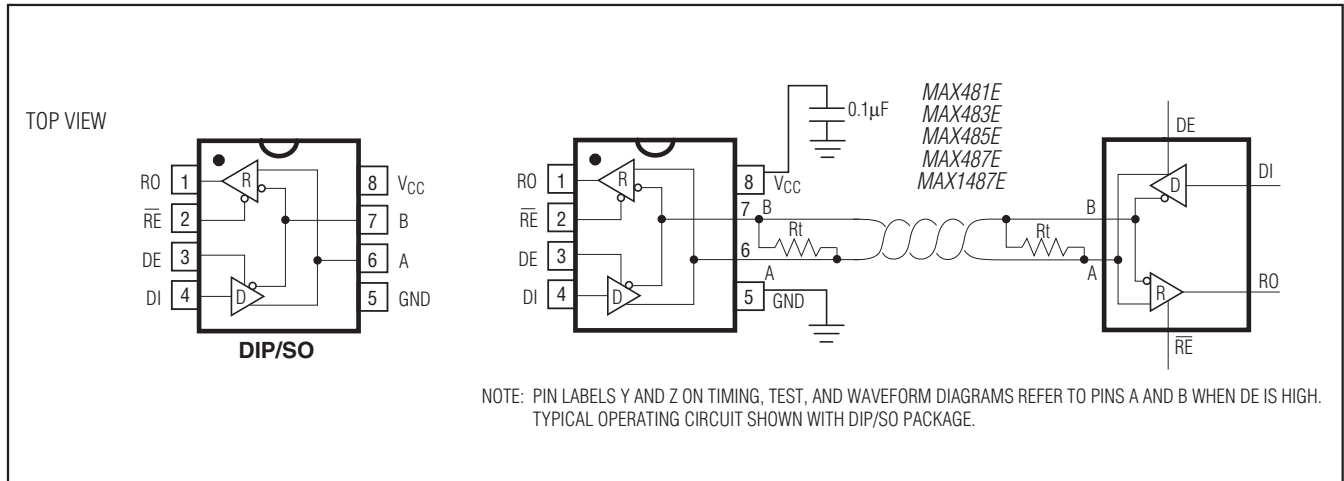 TOP VIEW
RO 1
RE 2
DE 3
DI 4
R
D
8 VCC
7 B
6 A
5 GND
DIP/SO
RO 1
RE 2
DE 3
DI 4
R
D
8 VCC
7 B
6
A
5 GND
0.1µF
Rt
MAX481E
MAX483E
MAX485E
MAX487E
MAX1487E
B
Rt
A
DE
D
DI
R
RO
RE
NOTE: PIN LABELS Y AND Z ON TIMING, TEST, AND WAVEFORM DIAGRAMS REFER TO PINS A AND B WHEN DE IS HIGH.
TYPICAL OPERATING CIRCUIT SHOWN WITH DIP/SO PACKAGE.